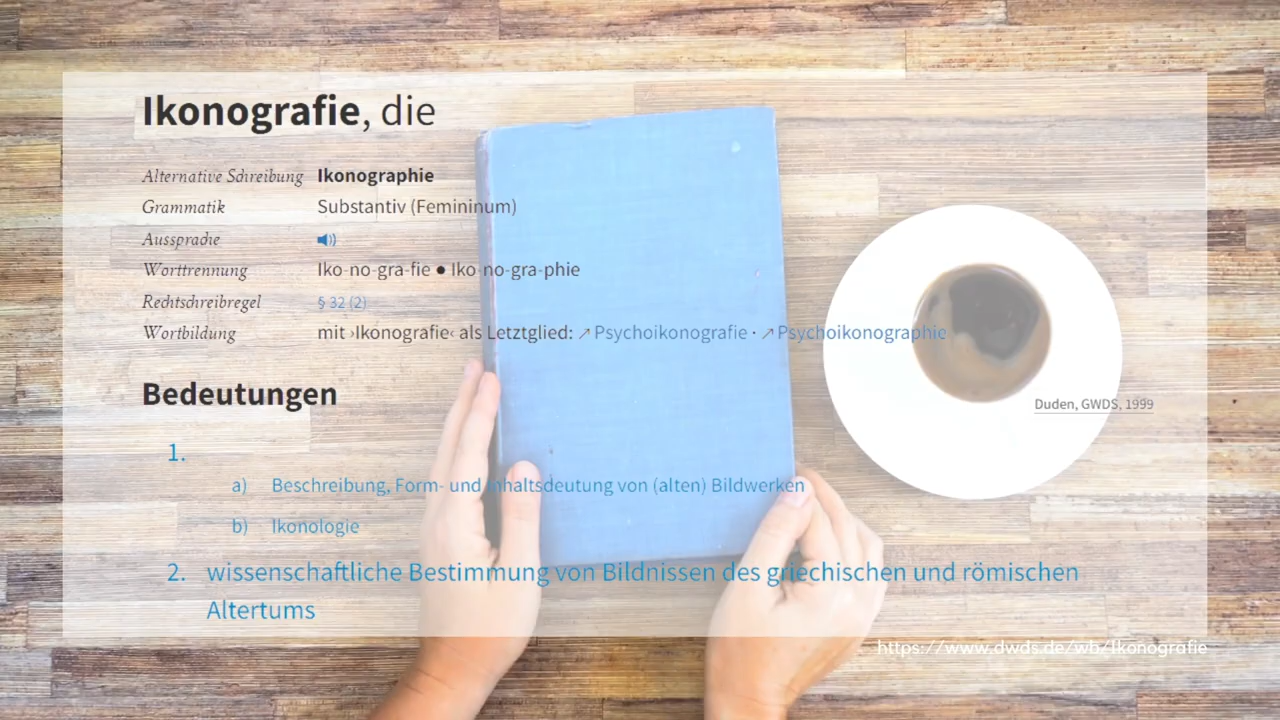 Ikonografie, die
Alternative Schreibung Ikonographie
Grammatik Substantiv (Femininum)
Aussprache
Worttrennung Iko-no-gra-fie ● Iko-no-gra-phie
Rechtschreibregel § 32 (2)
Wortbildung mit ›Ikonografie‹ als Letztglied: ↗Psychoikonografie · ↗Psychoikonographie
Bedeutungen
Duden, GWDS, 1999
1.
a) Beschreibung, Form- und Inhaltsdeutung von (alten) Bildwerken
b) Ikonologie
2. wissenschaftliche Bestimmung von Bildnissen des griechischen und römischen
Altertums
https://www.dwds.de/wb/Ikonografie